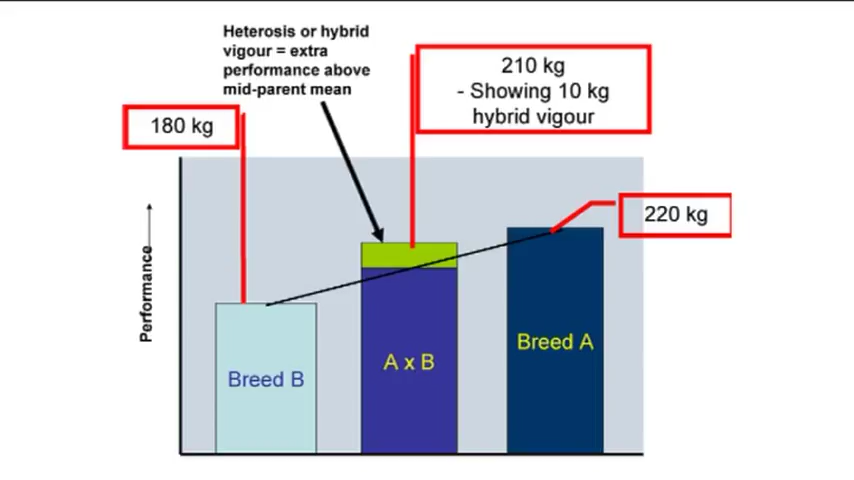 Heterosis or hybrid
vigour = extra
performance above
mid-parent mean
210 kg
- Showing 10 kg
hybrid vigour
180 kg
220 kg
Performance
Breed B
A x B
Breed A